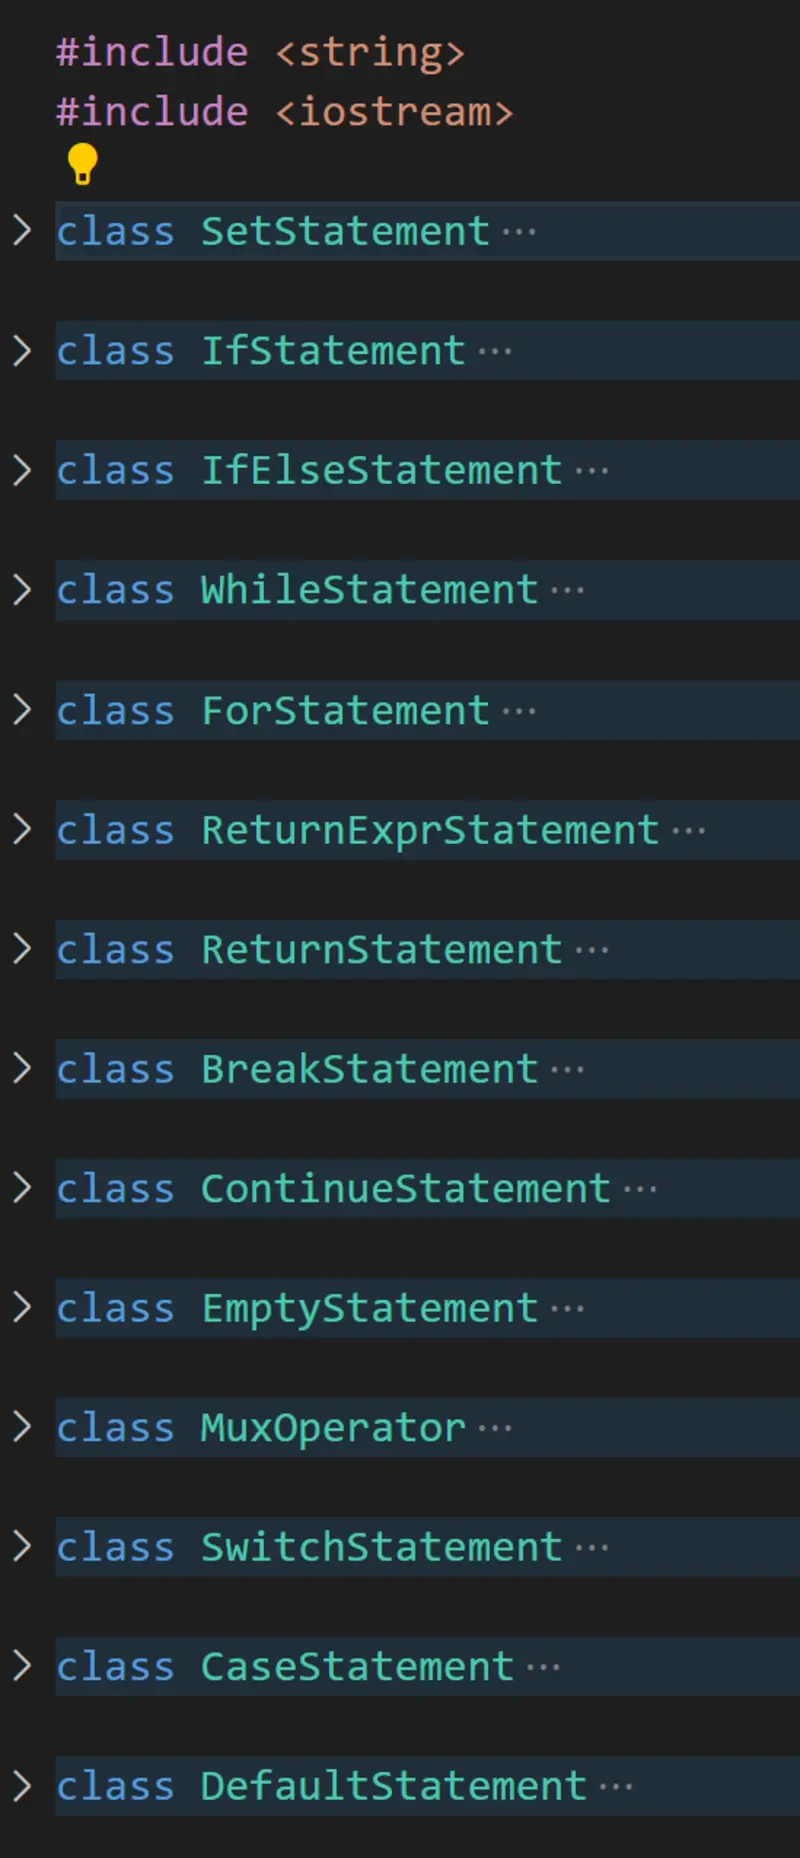 #include <string>
#include <iostream>
class SetStatement ···
class IfStatement ···
class IfElseStatement ···
class WhileStatement ···
class ForStatement ···
class ReturnExprStatement ···
class ReturnStatement ···
class BreakStatement ···
class ContinueStatement ···
class EmptyStatement ···
class MuxOperator ···
class SwitchStatement ···
class CaseStatement ···
class DefaultStatement ···